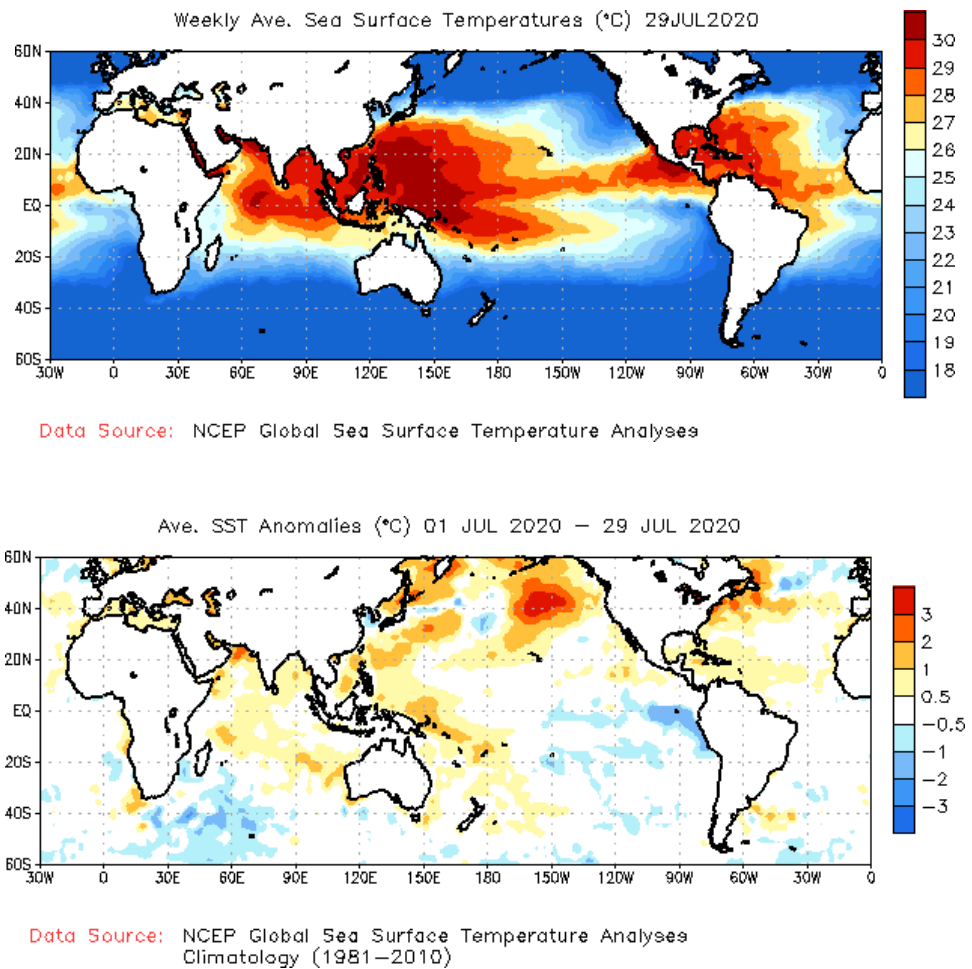 Weekly Ave. Sea Surface Temperatures (°C) 29JUL2020
60N
40N
20N
EQ
20S
40S
60S
30W 0 30E 60E 90E 120E 150E 180 150W 120W 90W 60W 30W 0
30
29
28
27
26
25
24
23
22
21
20
19
18
Data Source: NCEP Global Sea Surface Temperature Analyses
Ave. SST Anomalies (°C) 01 JUL 2020 – 29 JUL 2020
60N
40N
20N
EQ
20S
40S
60S
30W 0 30E 60E 90E 120E 150E 180 150W 120W 90W 60W 30W 0
3
2
1
0.5
−0.5
−1
−2
−3
Data Source: NCEP Global Sea Surface Temperature Analyses
Climatology (1981−2010)